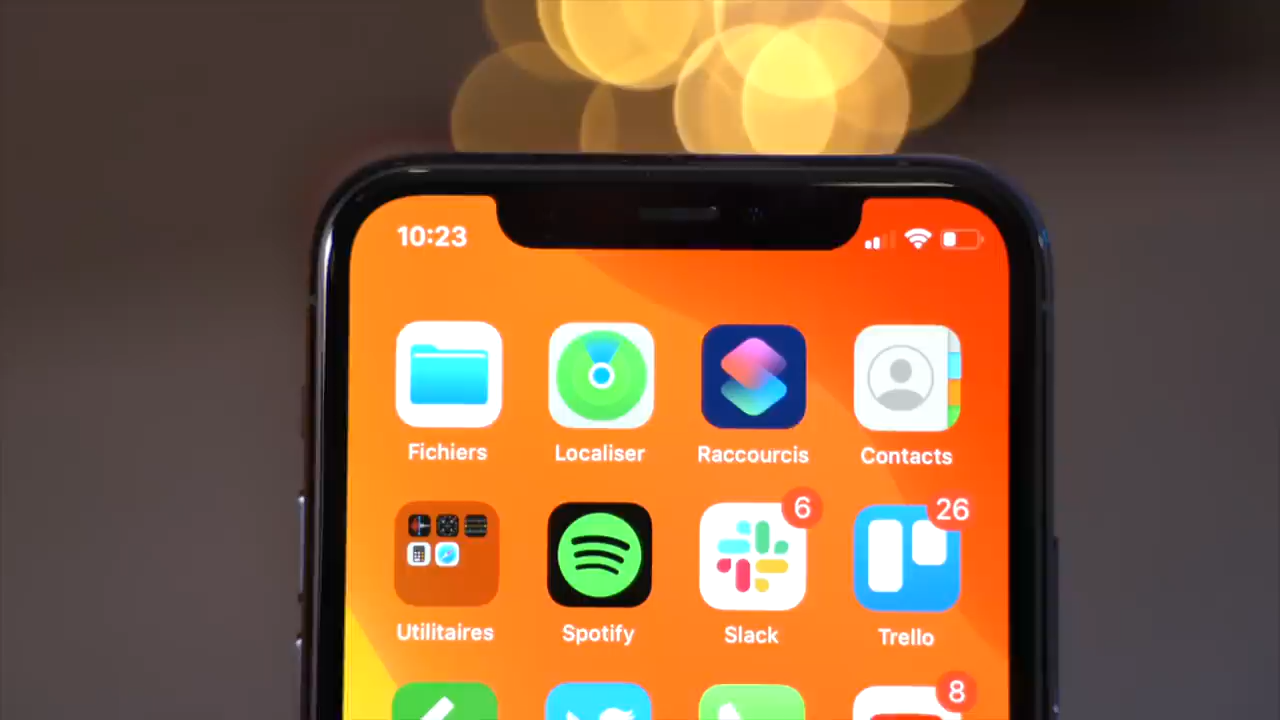 10:23
Fichiers
Localiser
Raccourcis
Contacts
6
26
Utilitaires
Spotify
Slack
Trello
8